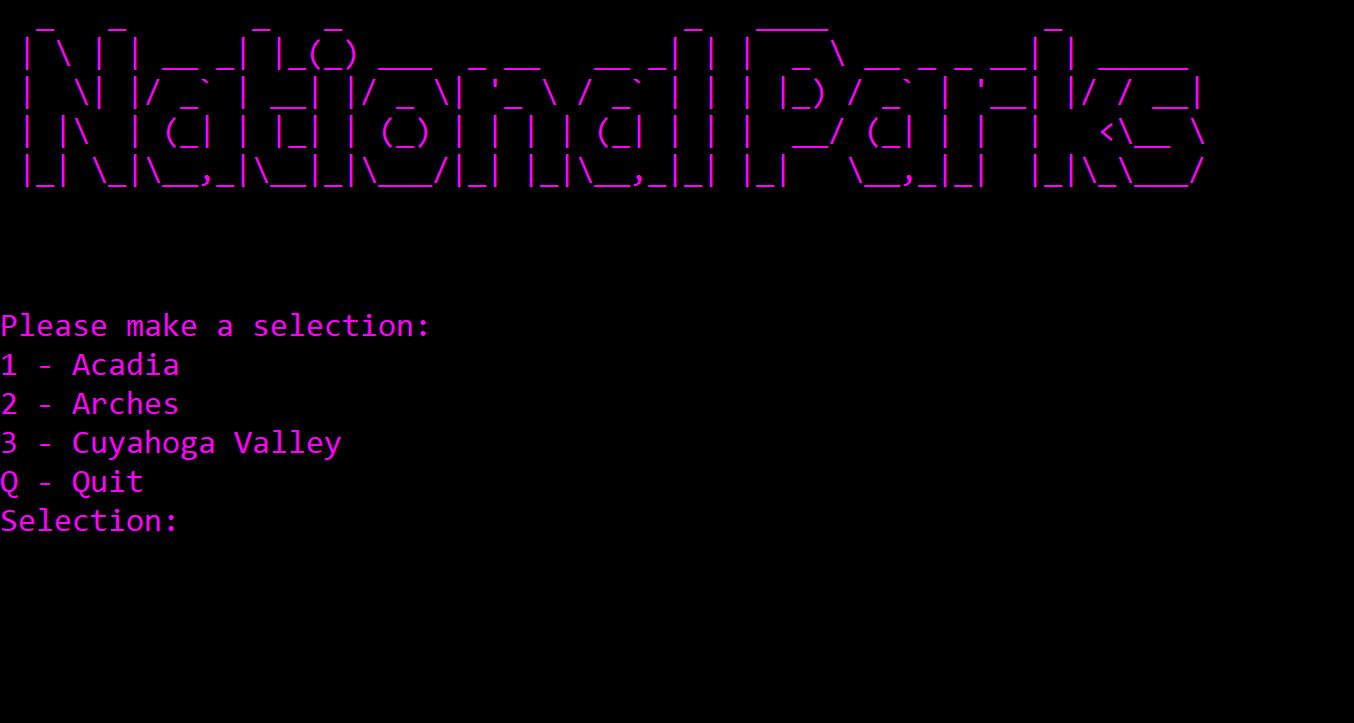 National Parks
Please make a selection:
1 - Acadia
2 - Arches
3 - Cuyahoga Valley
Q - Quit
Selection: